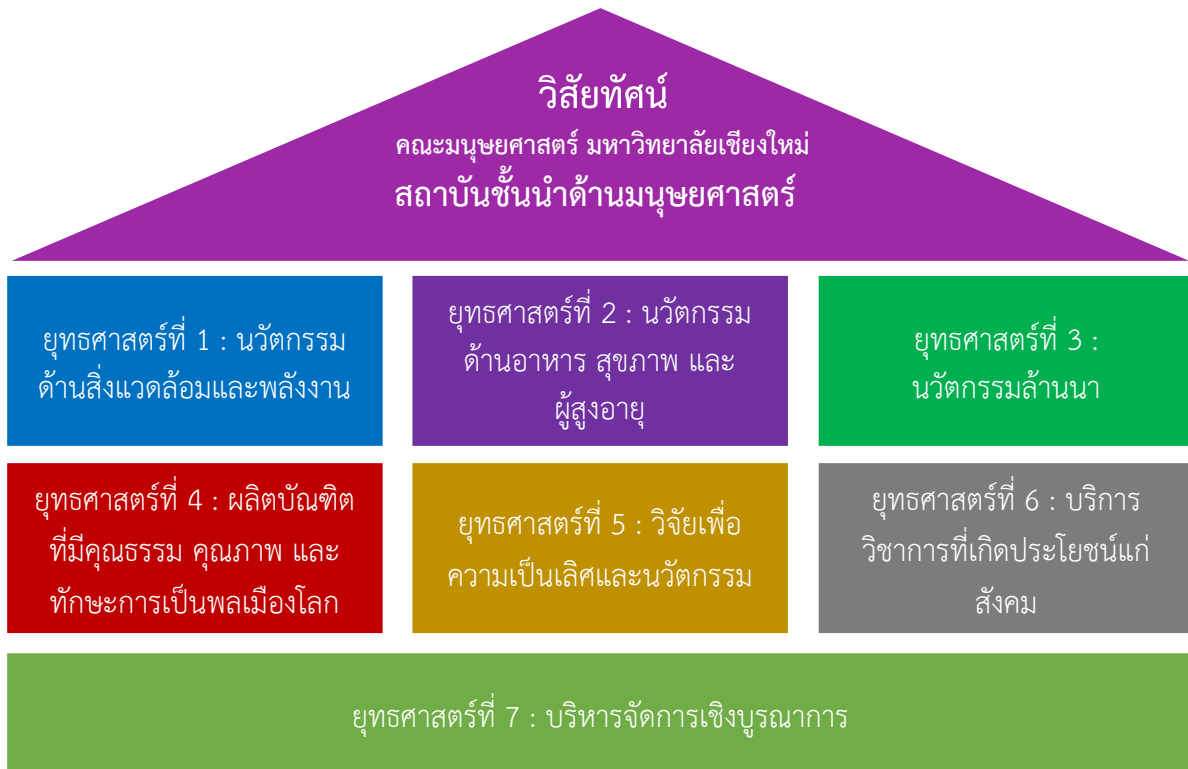 วิสัยทัศน์
คณะมนุษยศาสตร์ มหาวิทยาลัยเชียงใหม่
สถาบันชั้นนำด้านมนุษยศาสตร์
ยุทธศาสตร์ที่ 1 : นวัตกรรม
ด้านสิ่งแวดล้อมและพลังงาน
ยุทธศาสตร์ที่ 2 : นวัตกรรม
ด้านอาหาร สุขภาพ และ
ผู้สูงอายุ
ยุทธศาสตร์ที่ 3 :
นวัตกรรมล้านนา
ยุทธศาสตร์ที่ 4 : ผลิตบัณฑิต
ที่มีคุณธรรม คุณภาพ และ
ทักษะการเป็นพลเมืองโลก
ยุทธศาสตร์ที่ 5 : วิจัยเพื่อ
ความเป็นเลิศและนวัตกรรม
ยุทธศาสตร์ที่ 6 : บริการ
วิชาการที่เกิดประโยชน์แก่
สังคม
ยุทธศาสตร์ที่ 7 : บริหารจัดการเชิงบูรณาการ